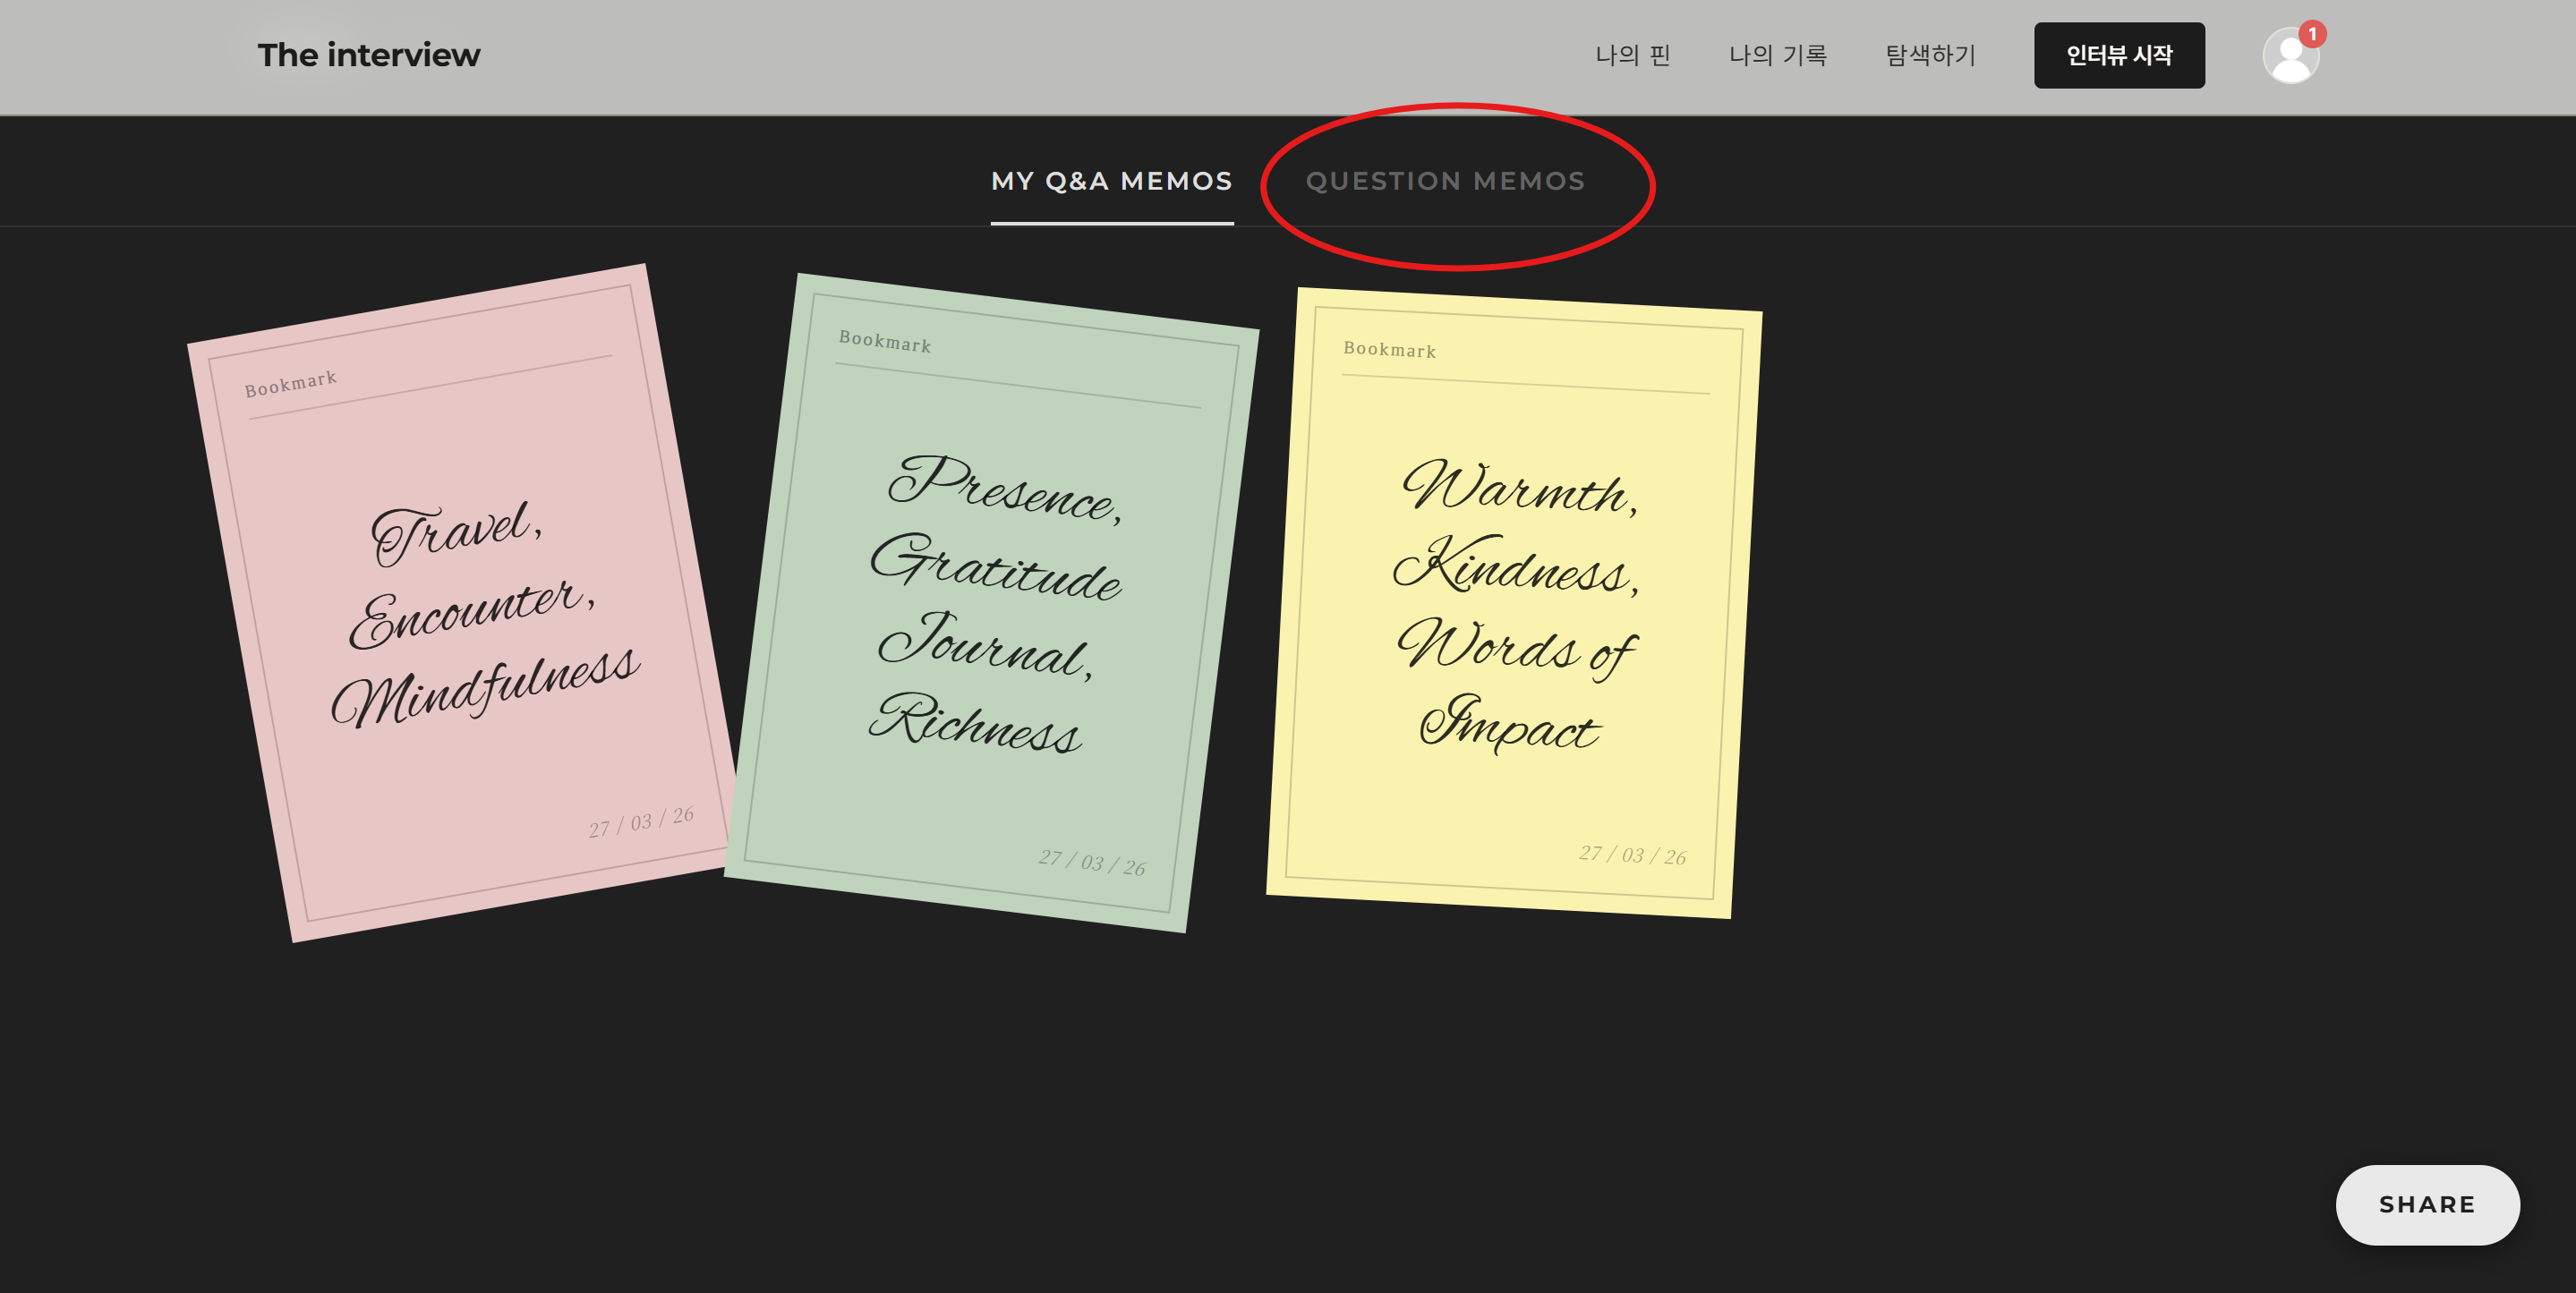 The interview
나의 핀
나의 기록
탐색하기
인터뷰 시작
1
MY Q&A MEMOS
QUESTION MEMOS
Bookmark
Travel,
Encounter,
Mindfulness
27 / 03 / 26
Bookmark
Presence,
Gratitude
Journal,
Richness
27 / 03 / 26
Bookmark
Warmth,
Kindness,
Words of
Impact
27 / 03 / 26
SHARE